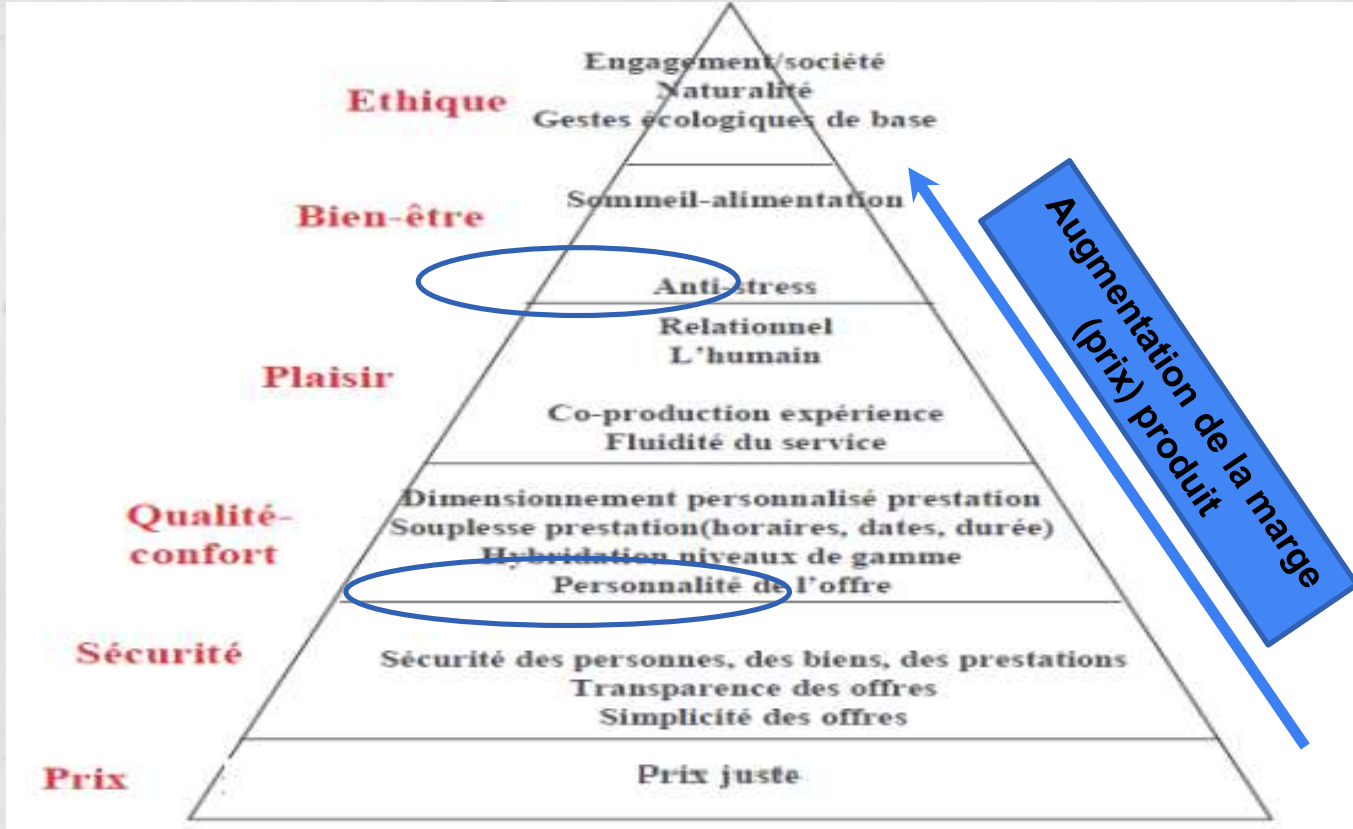 Engagement/société
Naturalité
Ethique
Gestes écologiques de base
Sommeil-alimentation
Bien-être
Anti-stress
Relationnel
L'humain
Plaisir
Co-production expérience
Fluidité du service
Dimensionnement personnalisé prestation
Qualité-
confort
Souplesse prestation(horaires, dates, durée)
Hybridation niveaux de gamme
Personnalité de l'offre
Sécurité
Sécurité des personnes, des biens, des prestations
Transparence des offres
Simplicité des offres
Prix
Prix juste
Augmentation de la marge
(prix) produit